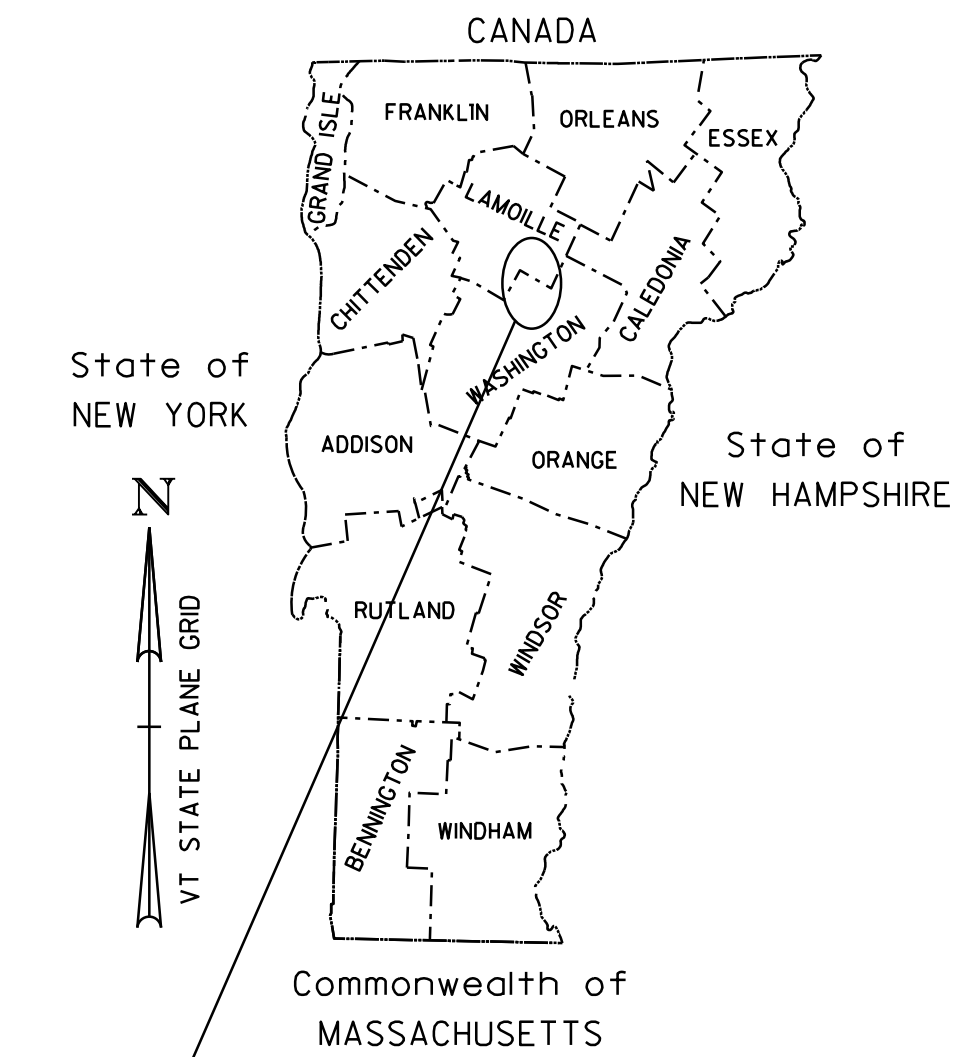 CANADA
FRANKLIN
ORLEANS
ESSEX
GRAND ISLE
LAMOILLE
CHITTENDEN
CALEDONIA
WASHINGTON
State of
NEW YORK
ADDISON
ORANGE
State of
NEW HAMPSHIRE
N
VT STATE PLANE GRID
RUTLAND
WINDSOR
BENNINGTON
WINDHAM
Commonwealth of
MASSACHUSETTS